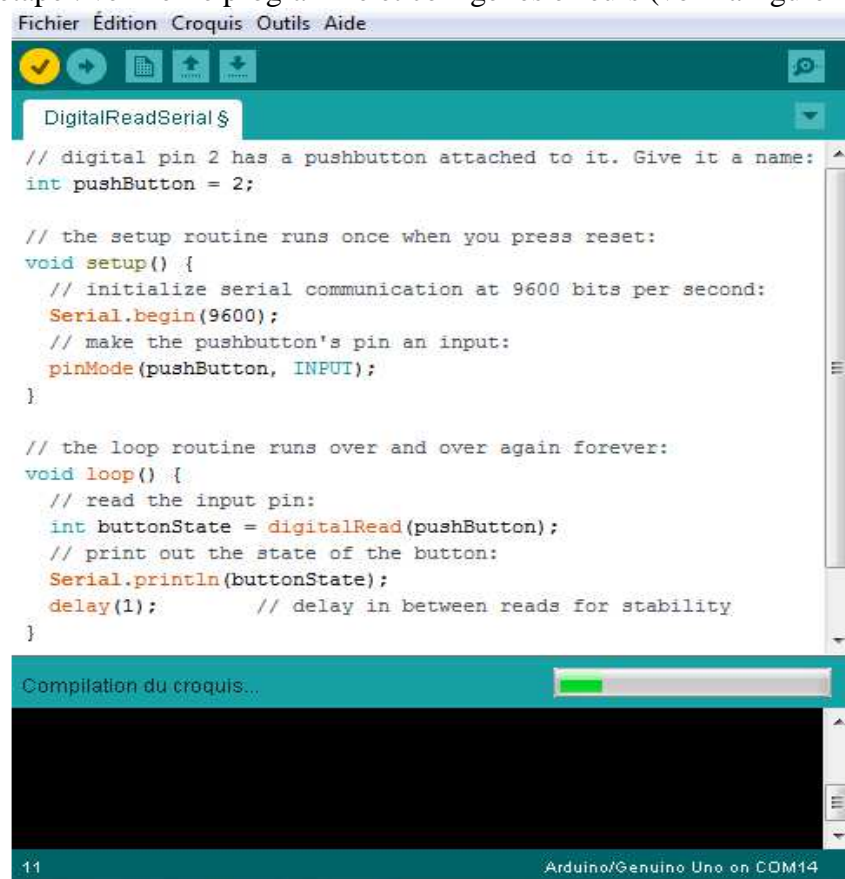 Fichier Édition Croquis Outils Aide
DigitalReadSerial §
// digital pin 2 has a pushbutton attached to it. Give it a name:
int pushButton = 2;
// the setup routine runs once when you press reset:
void setup() {
// initialize serial communication at 9600 bits per second:
Serial.begin(9600);
// make the pushbutton's pin an input:
pinMode(pushButton, INPUT);
}
// the loop routine runs over and over again forever:
void loop() {
// read the input pin:
int buttonState = digitalRead(pushButton);
// print out the state of the button:
Serial.println(buttonState);
delay(1); // delay in between reads for stability
}
Compilation du croquis...
11 Arduino/Genuino Uno on COM14